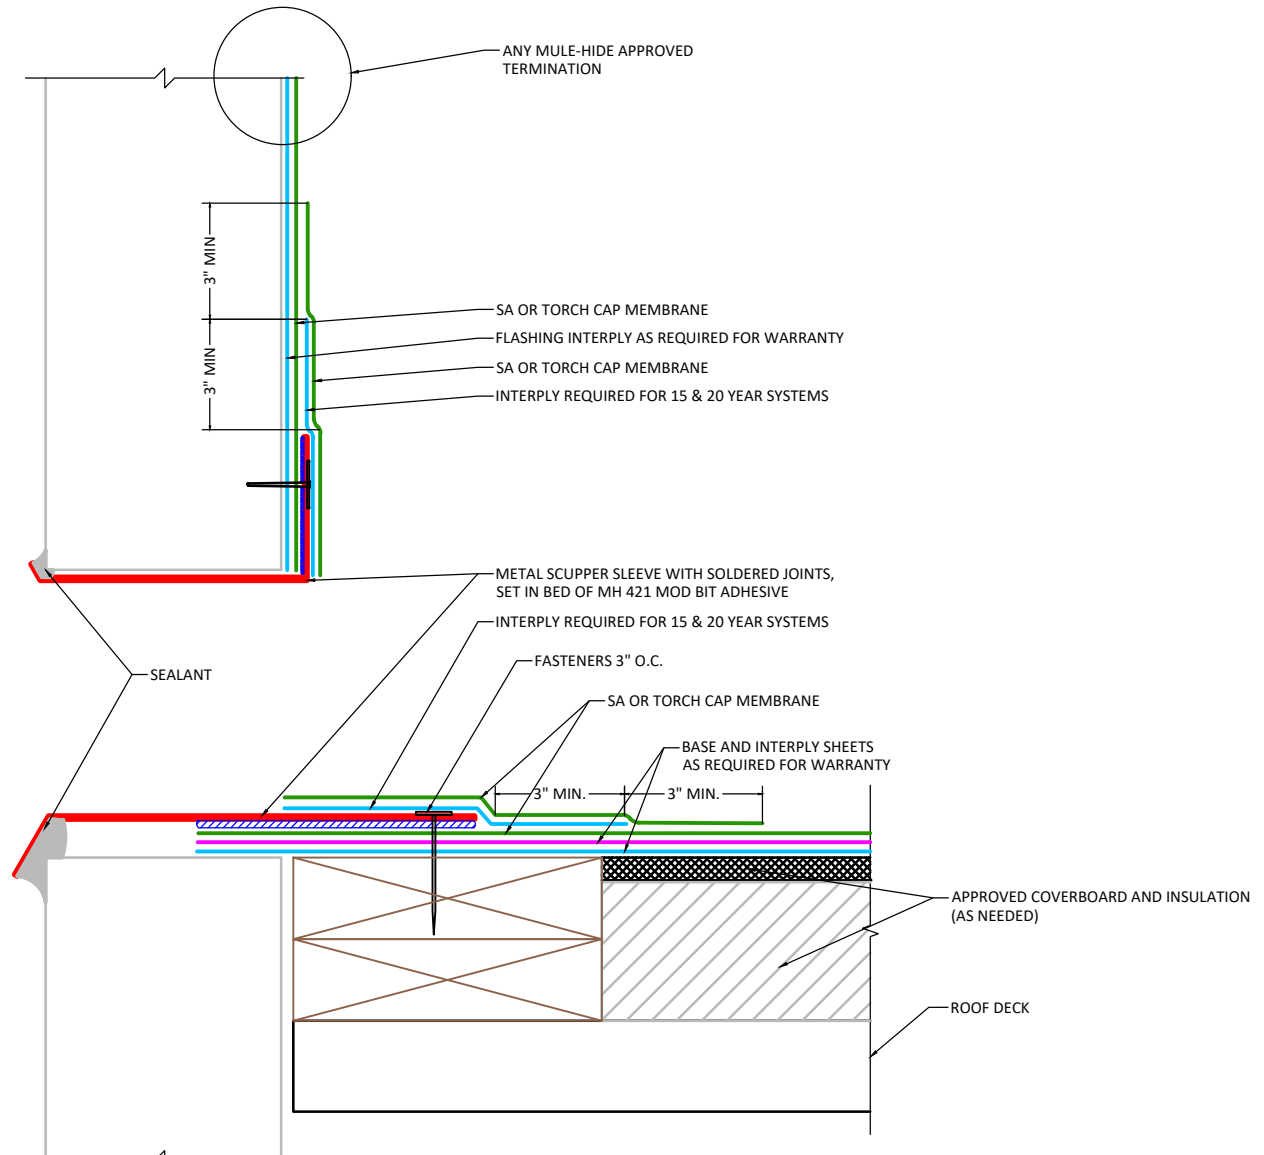 ANY MULE-HIDE APPROVED
TERMINATION
3" MIN
SA OR TORCH CAP MEMBRANE
FLASHING INTERPLY AS REQUIRED FOR WARRANTY
3" MIN
SA OR TORCH CAP MEMBRANE
INTERPLY REQUIRED FOR 15 & 20 YEAR SYSTEMS
METAL SCUPPER SLEEVE WITH SOLDERED JOINTS,
SET IN BED OF MH 421 MOD BIT ADHESIVE
INTERPLY REQUIRED FOR 15 & 20 YEAR SYSTEMS
FASTENERS 3" O.C.
SEALANT
SA OR TORCH CAP MEMBRANE
BASE AND INTERPLY SHEETS
AS REQUIRED FOR WARRANTY
3" MIN. 3" MIN.
APPROVED COVERBOARD AND INSULATION
(AS NEEDED)
ROOF DECK